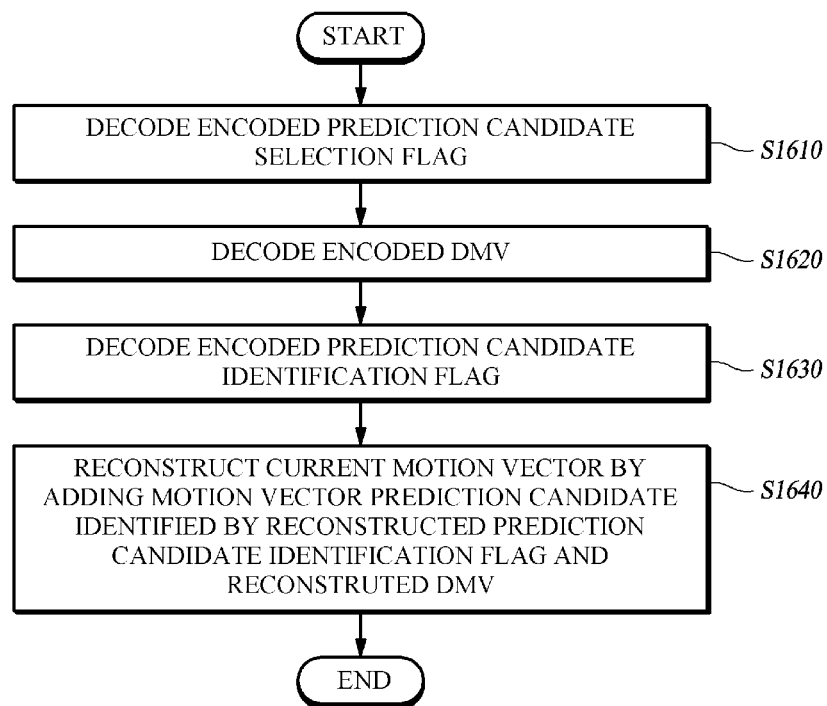 START
DECODE ENCODED PREDICTION CANDIDATE
SELECTION FLAG
S1610
DECODE ENCODED DMV
S1620
DECODE ENCODED PREDICTION CANDIDATE
IDENTIFICATION FLAG
S1630
RECONSTRUCT CURRENT MOTION VECTOR BY
ADDING MOTION VECTOR PREDICTION CANDIDATE
IDENTIFIED BY RECONSTRUCTED PREDICTION
CANDIDATE IDENTIFICATION FLAG AND
RECONSTRUTED DMV
S1640
END